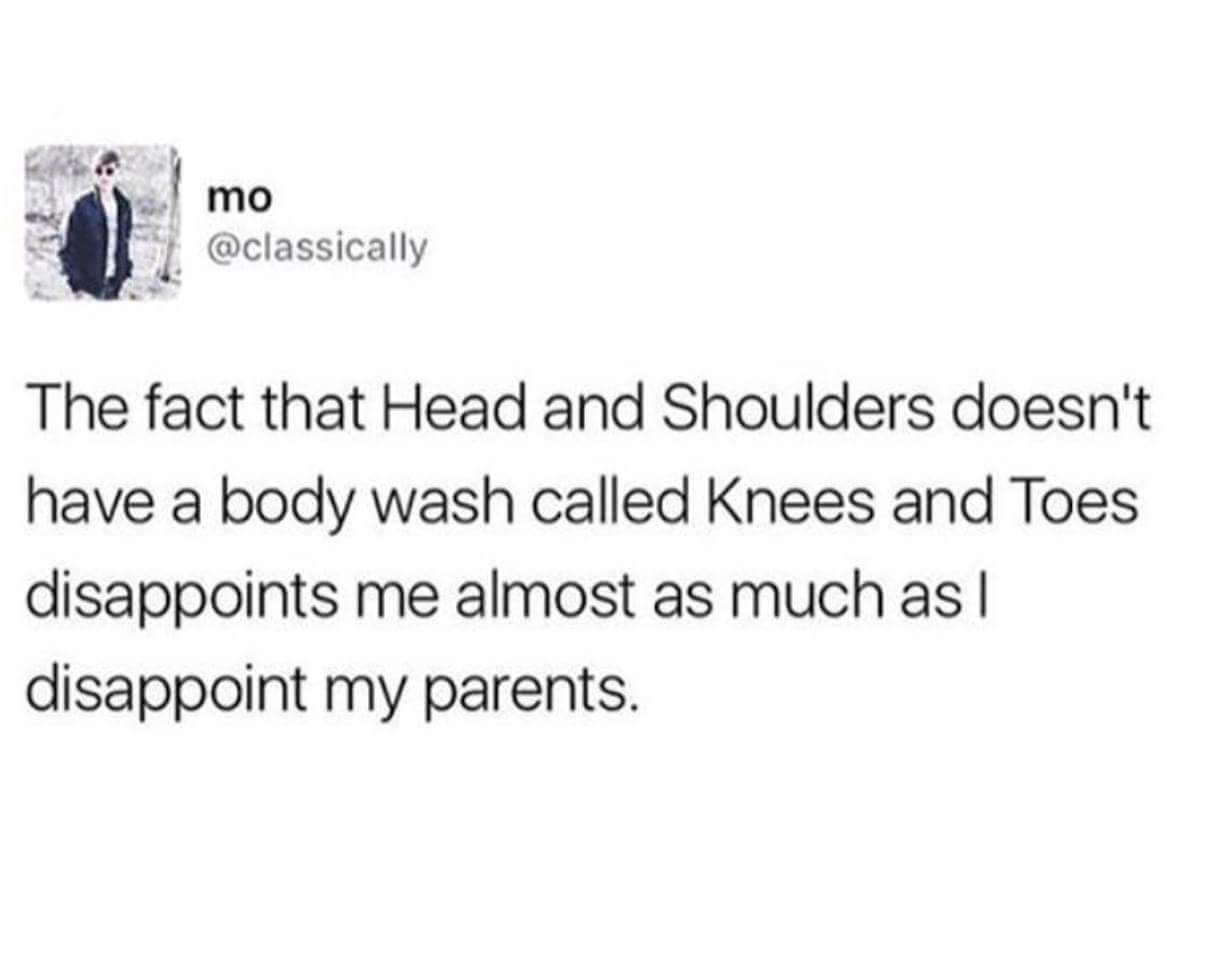 mo
@classically
The fact that Head and Shoulders doesn't
have a body wash called Knees and Toes
disappoints me almost as much as I
disappoint my parents.